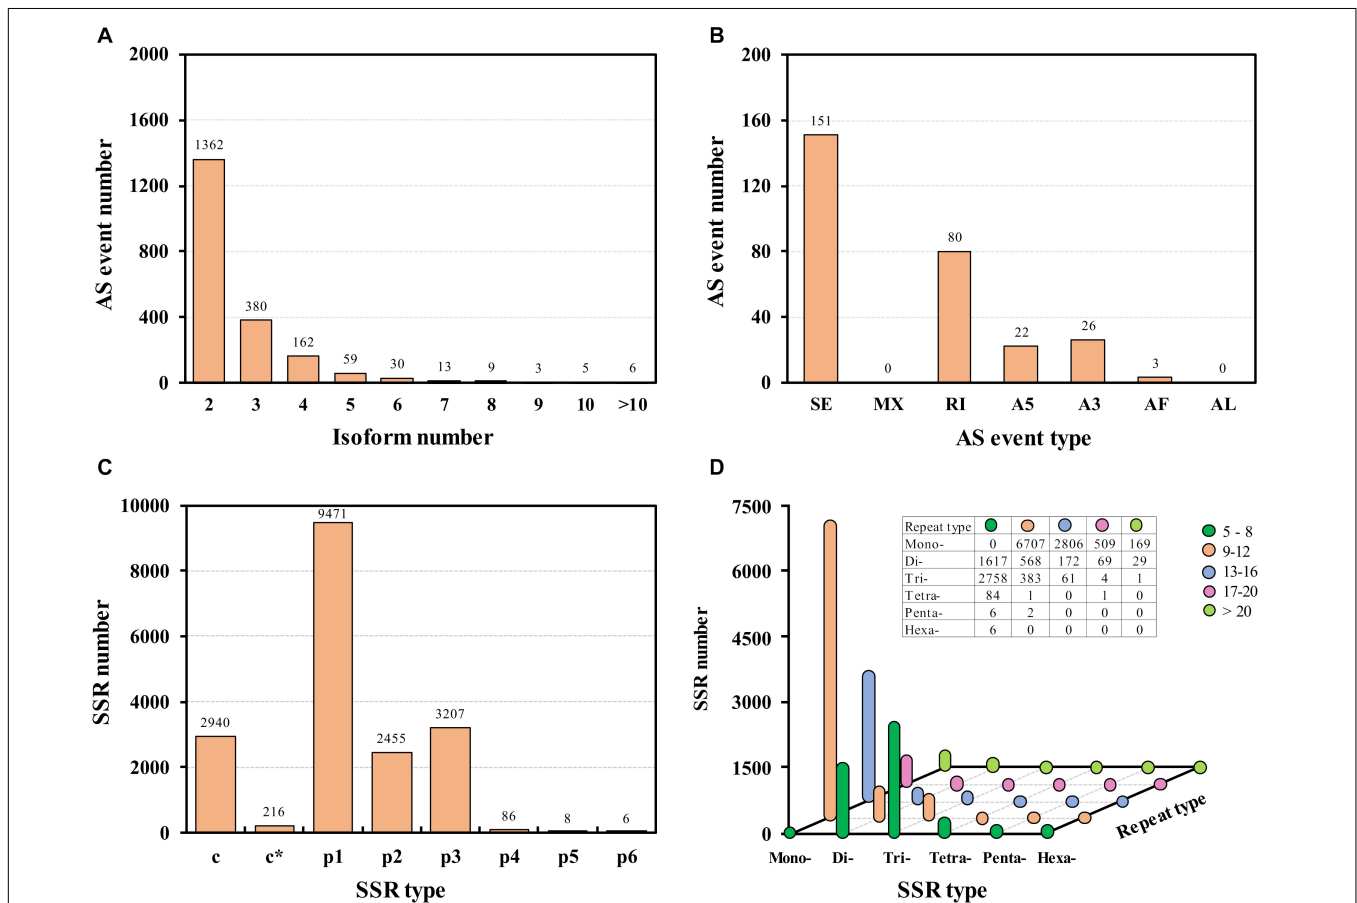 A
2000
1600
1200
800
400
0
AS event number
1362
380
162
59
30
13
9
3
5
6
2 3 4 5 6 7 8 9 10 >10
Isoform number
B
200
160
120
80
40
0
AS event number
151
0
80
22
26
3
0
SE MX RI A5 A3 AF AL
AS event type
C
10000
8000
6000
4000
2000
0
SSR number
2940
216
9471
2455
3207
86
8
6
c c* p1 p2 p3 p4 p5 p6
SSR type
D
7500
6000
4500
3000
1500
0
SSR number
Repeat type
Mono- 0 6707 2806 509 169
Di- 1617 568 172 69 29
Tri- 2758 383 61 4 1
Tetra- 84 1 0 1 0
Penta- 6 2 0 0 0
Hexa- 6 0 0 0 0
5 - 8
9-12
13-16
17-20
> 20
Repeat type
Mono- Di- Tri- Tetra- Penta- Hexa-
SSR type